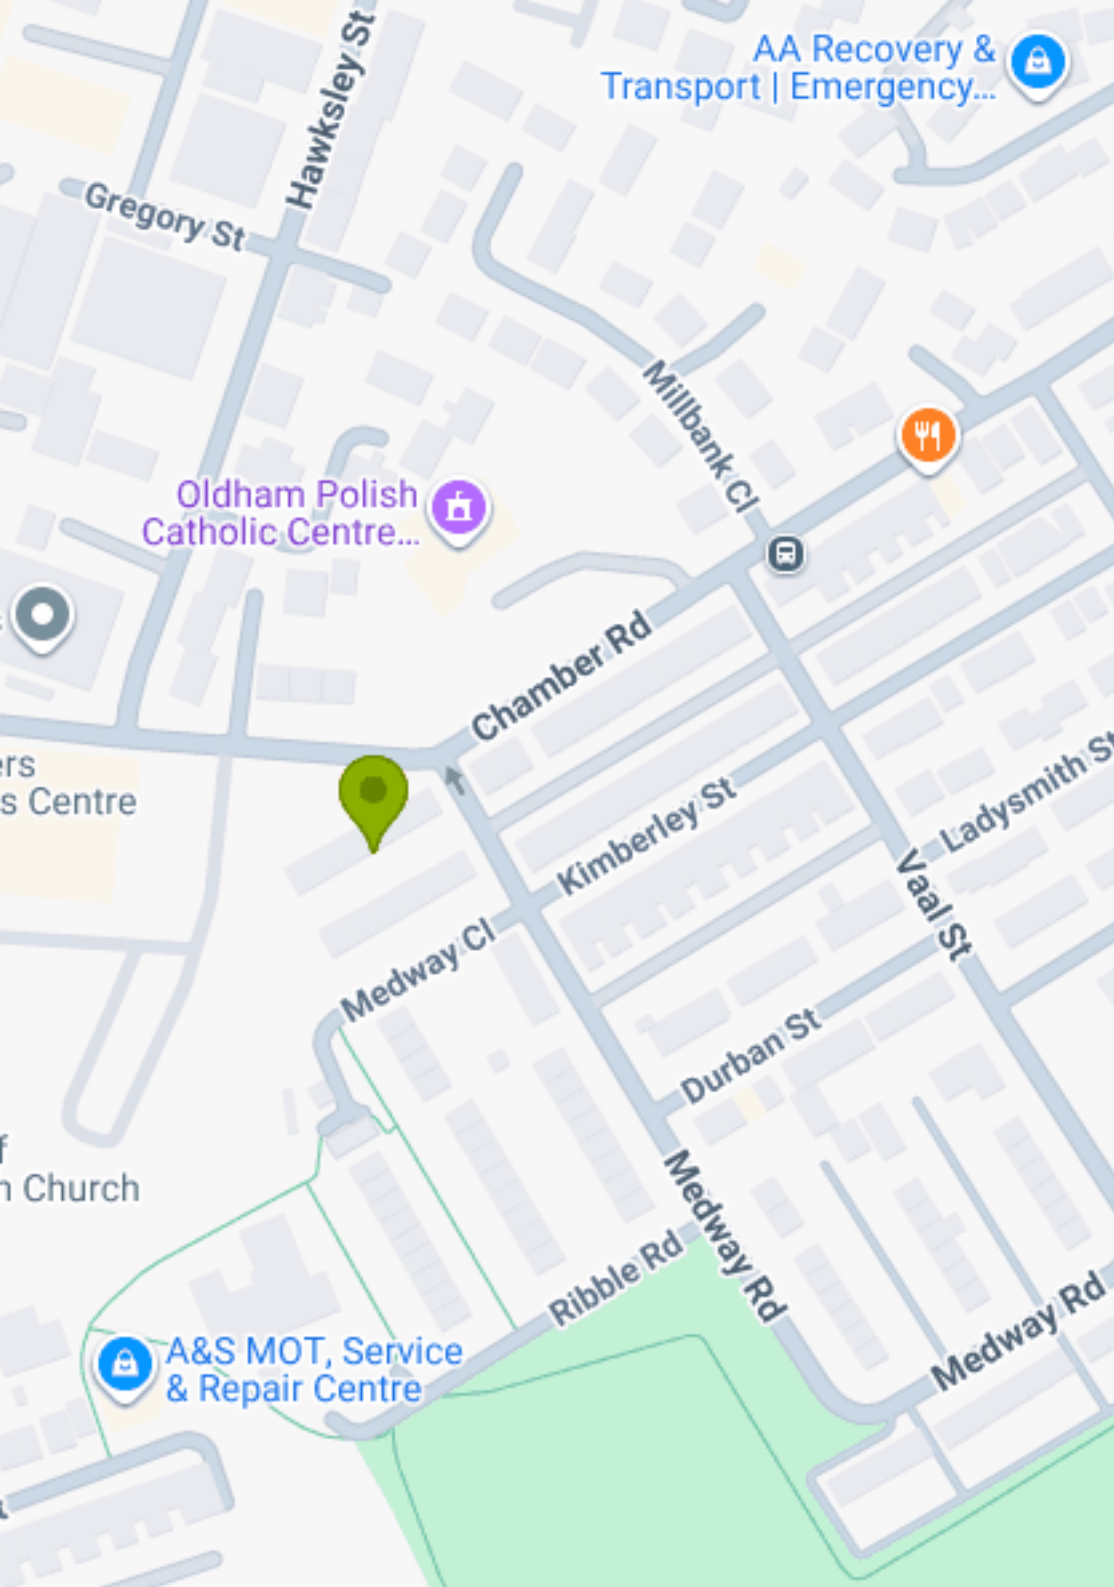 Hawksley St
AA Recovery &
Transport | Emergency...
Gregory St
Millbank Cl
Oldham Polish
Catholic Centre...
Chamber Rd
ers
s Centre
Kimberley St
Ladysmith St
Vaal St
Medway Cl
Durban St
f
n Church
Medway Rd
Ribble Rd
Medway Rd
A&S MOT, Service
& Repair Centre